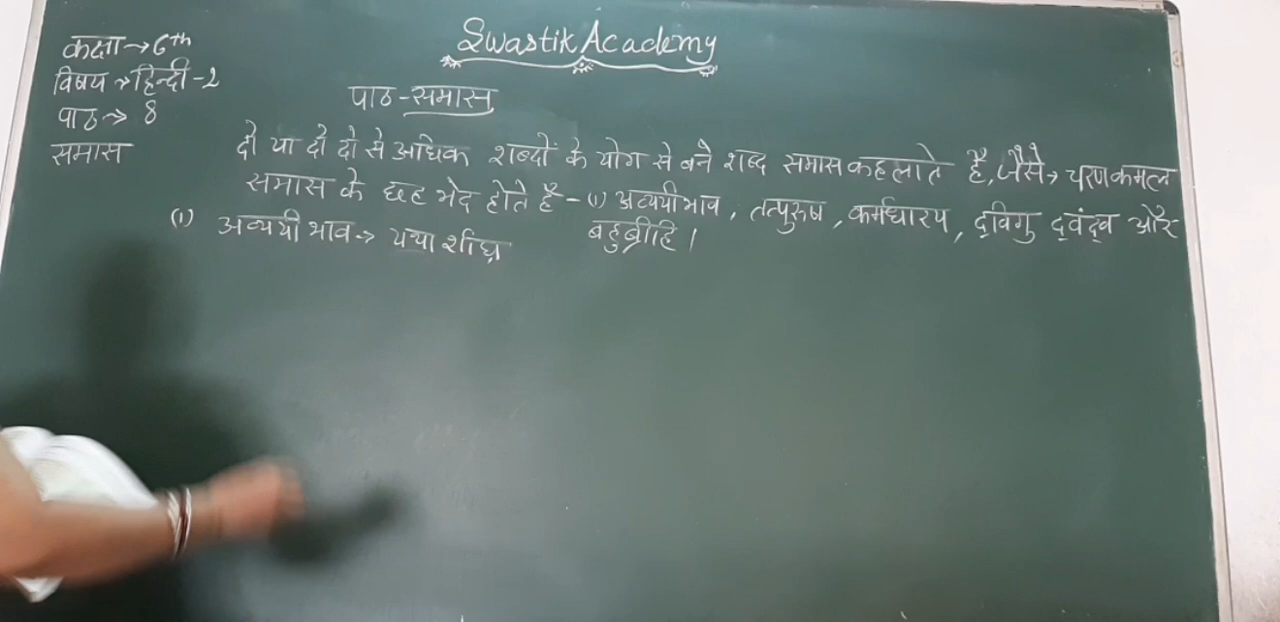 Swastik Academy
कक्षा → 6th
विषय → हिन्दी - 2
पाठ → 8
समास
पाठ - समास
दो या दो दो से अधिक शब्दों के योग से बने शब्द समास कहलाते हैं, जैसे → चरणकमल
समास के छह भेद होते हैं - (1) अव्ययी भाव, तत्पुरूष, कर्मधारय, द्विगु द्वंद्व और
बहुब्रीहि।
(1) अव्ययी भाव → यथा शीघ्र